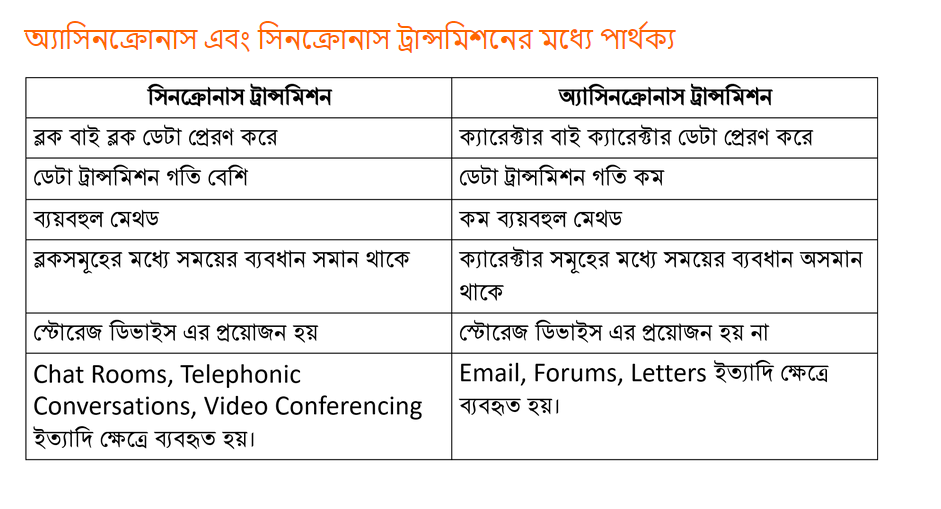 অ্যাসিনক্রোনাস এবং সিনক্রোনাস ট্রান্সমিশনের মধ্যে পার্থক্য
সিনক্রোনাস ট্রান্সমিশন
অ্যাসিনক্রোনাস ট্রান্সমিশন
ব্লক বাই ব্লক ডেটা প্রেরণ করে
ক্যারেক্টার বাই ক্যারেক্টার ডেটা প্রেরণ করে
ডেটা ট্রান্সমিশন গতি বেশি
ডেটা ট্রান্সমিশন গতি কম
ব্যয়বহুল মেথড
কম ব্যয়বহুল মেথড
ব্লকসমূহের মধ্যে সময়ের ব্যবধান সমান থাকে
ক্যারেক্টার সমূহের মধ্যে সময়ের ব্যবধান অসমান
থাকে
স্টোরেজ ডিভাইস এর প্রয়োজন হয়
স্টোরেজ ডিভাইস এর প্রয়োজন হয় না
Chat Rooms, Telephonic
Conversations, Video Conferencing
ইত্যাদি ক্ষেত্রে ব্যবহৃত হয়।
Email, Forums, Letters ইত্যাদি ক্ষেত্রে
ব্যবহৃত হয়।